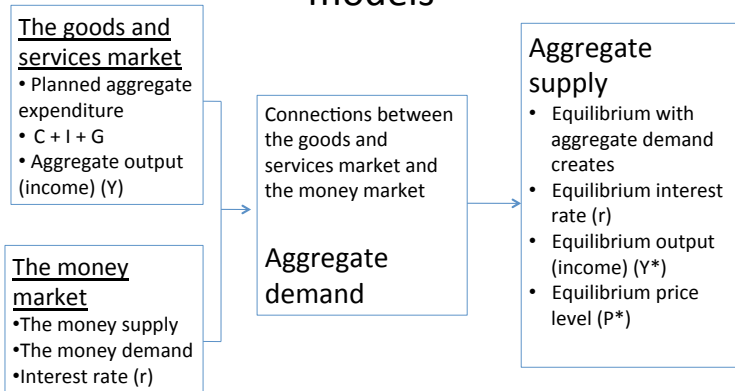 models
The goods and
services market
• Planned aggregate
expenditure
• C + I + G
• Aggregate output
(income) (Y)
The money
market
•The money supply
•The money demand
•Interest rate (r)
Connections between
the goods and
services market and
the money market
Aggregate
demand
Aggregate
supply
• Equilibrium with
aggregate demand
creates
• Equilibrium interest
rate (r)
• Equilibrium output
(income) (Y*)
• Equilibrium price
level (P*)